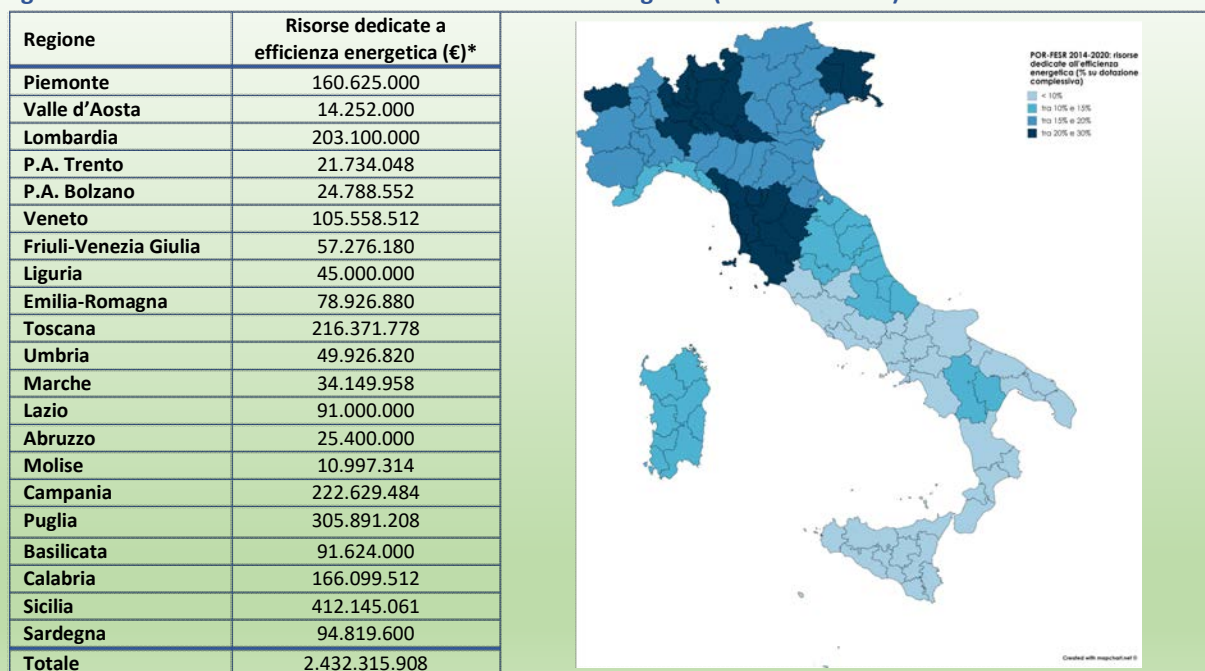 Regione
Risorse dedicate a
efficienza energetica (€)*
Piemonte 160.625.000
Valle d’Aosta 14.252.000
Lombardia 203.100.000
P.A. Trento 21.734.048
P.A. Bolzano 24.788.552
Veneto 105.558.512
Friuli-Venezia Giulia 57.276.180
Liguria 45.000.000
Emilia-Romagna 78.926.880
Toscana 216.371.778
Umbria 49.926.820
Marche 34.149.958
Lazio 91.000.000
Abruzzo 25.400.000
Molise 10.997.314
Campania 222.629.484
Puglia 305.891.208
Basilicata 91.624.000
Calabria 166.099.512
Sicilia 412.145.061
Sardegna 94.819.600
Totale 2.432.315.908
POR-FESR 2014-2020: risorse
dedicate all'efficienza
energetica (% su dotazione
complessiva)
< 10%
tra 10% e 15%
tra 15% e 20%
tra 20% e 30%
Created with mapchart.net ©